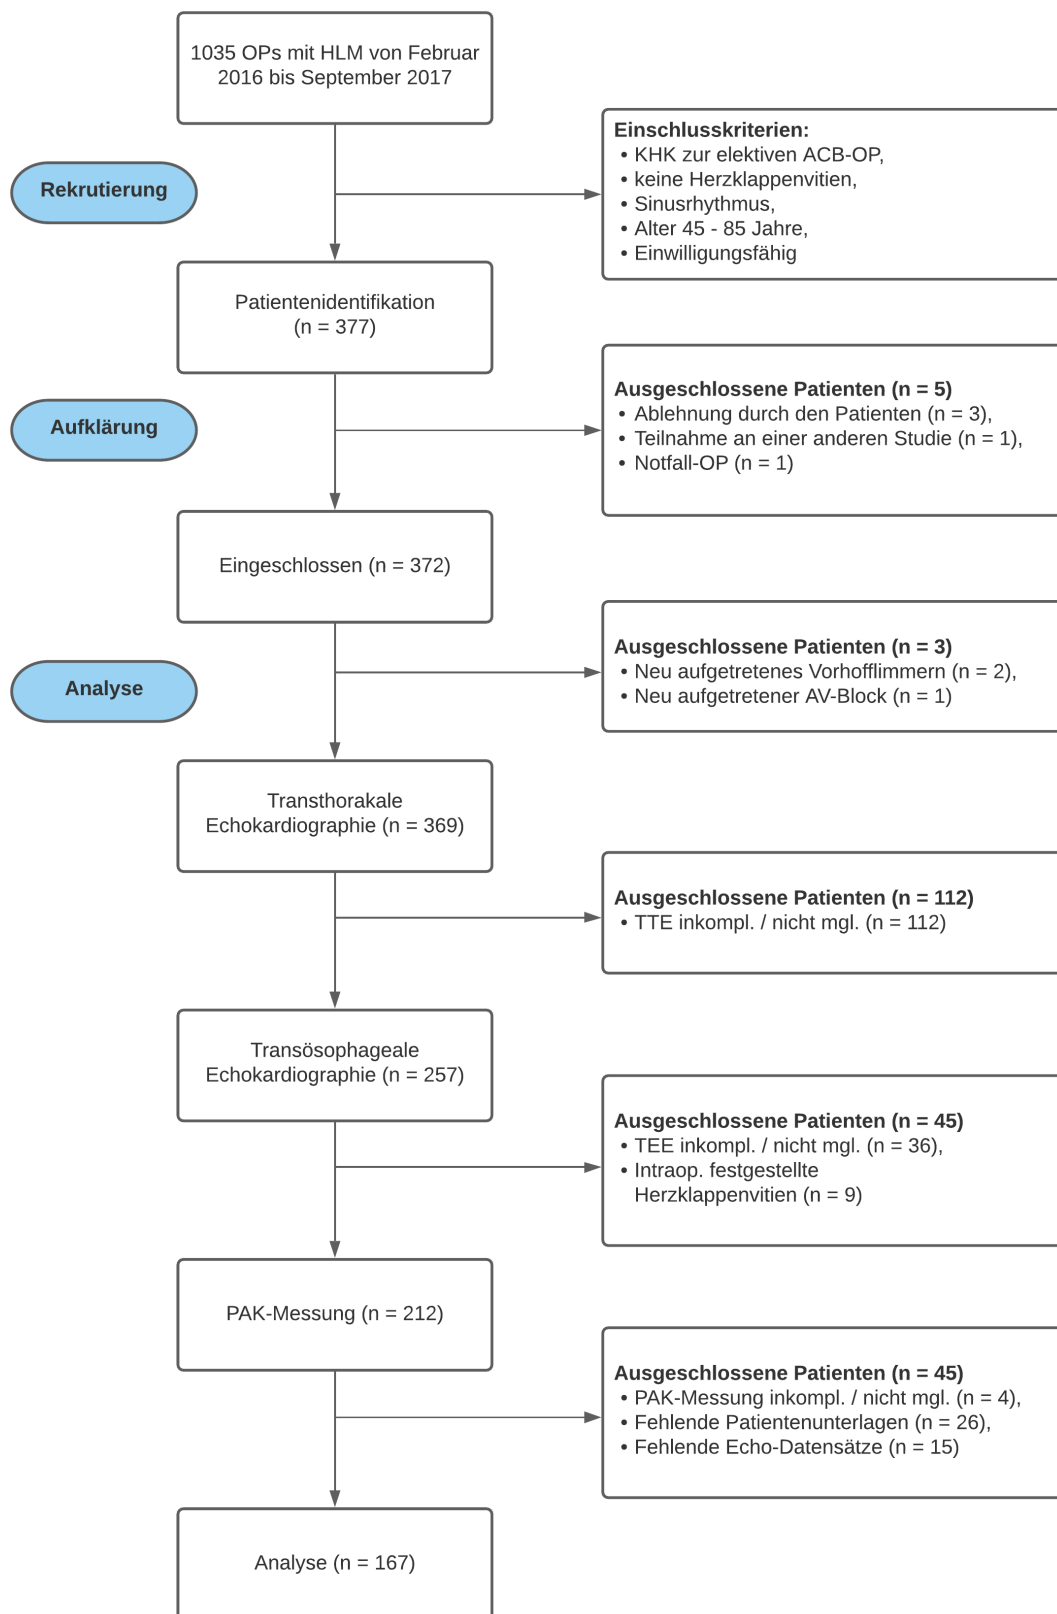 1035 OPs mit HLM von Februar
2016 bis September 2017
Rekrutierung
Einschlusskriterien:
• KHK zur elektiven ACB-OP,
• keine Herzklappenvitien,
• Sinusrhythmus,
• Alter 45 - 85 Jahre,
• Einwilligungsfähig
Patientenidentifikation
(n = 377)
Aufklärung
Ausgeschlossene Patienten (n = 5)
• Ablehnung durch den Patienten (n = 3),
• Teilnahme an einer anderen Studie (n = 1),
• Notfall-OP (n = 1)
Eingeschlossen (n = 372)
Analyse
Ausgeschlossene Patienten (n = 3)
• Neu aufgetretenes Vorhofflimmern (n = 2),
• Neu aufgetretener AV-Block (n = 1)
Transthorakale
Echokardiographie (n = 369)
Ausgeschlossene Patienten (n = 112)
• TTE inkompl. / nicht mgl. (n = 112)
Transösophageale
Echokardiographie (n = 257)
Ausgeschlossene Patienten (n = 45)
• TEE inkompl. / nicht mgl. (n = 36),
• Intraop. festgestellte
Herzklappenvitien (n = 9)
PAK-Messung (n = 212)
Ausgeschlossene Patienten (n = 45)
• PAK-Messung inkompl. / nicht mgl. (n = 4),
• Fehlende Patientenunterlagen (n = 26),
• Fehlende Echo-Datensätze (n = 15)
Analyse (n = 167)